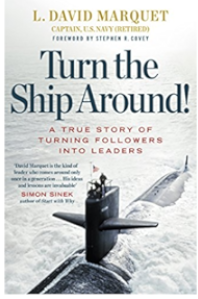 L. DAVID MARQUET
CAPTAIN, U.S. NAVY (RETIRED)
FOREWORD BY STEPHEN R. COVEY
Turn the
Ship Around!
A TRUE STORY OF
TURNING FOLLOWERS
INTO LEADERS
'David Marquet is the kind of
leader who comes around only
once in a generation ... His ideas
and lessons are invaluable'
SIMON SINEK
author of Start with Why